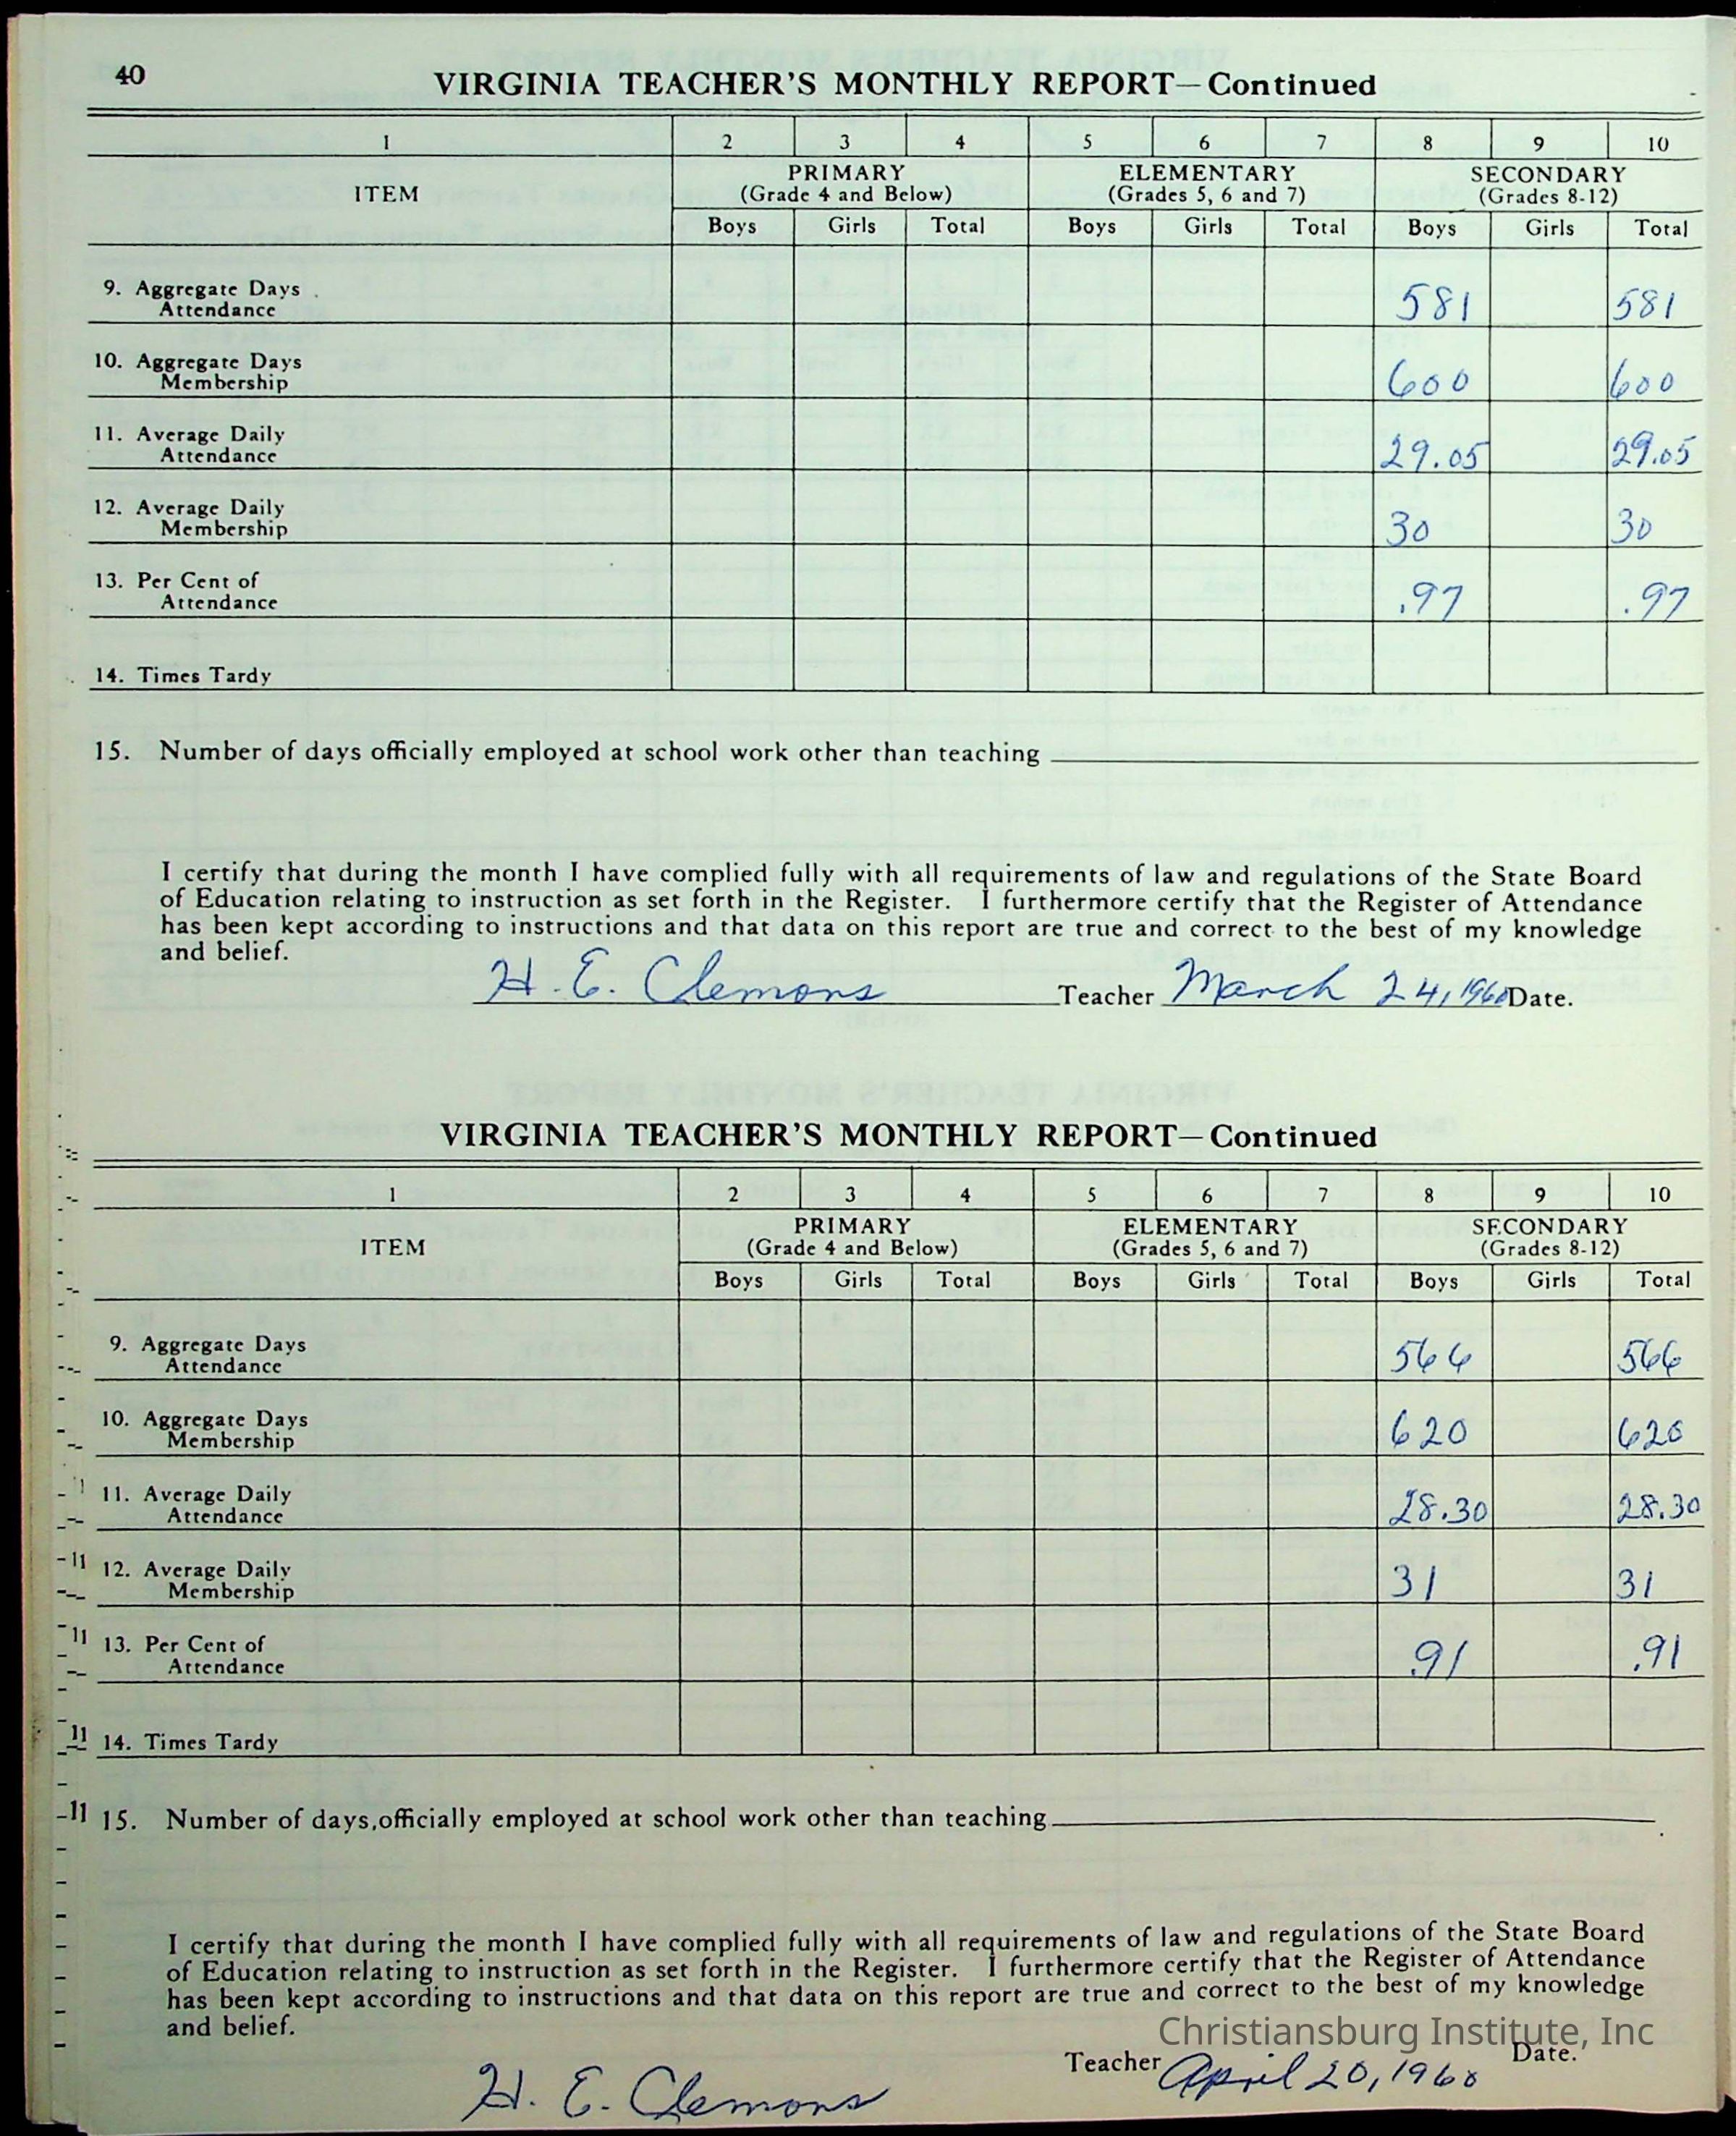 40
VIRGINIA TEACHER'S MONTHLY REPORT—Continued
1 2 3 4 5 6 7 8 9 10
ITEM PRIMARY (Grade 4 and Below) ELEMENTARY (Grades 5, 6 and 7) SECONDARY (Grades 8-12)
Boys Girls Total Boys Girls Total Boys Girls Total
9. Aggregate Days
Attendance 581 581
10. Aggregate Days
Membership 600 600
11. Average Daily
Attendance 29.05 29.05
12. Average Daily
Membership 30 30
13. Per Cent of
Attendance .97 .97
14. Times Tardy
15. Number of days officially employed at school work other than teaching
I certify that during the month I have complied fully with all requirements of law and regulations of the State Board
of Education relating to instruction as set forth in the Register. I furthermore certify that the Register of Attendance
has been kept according to instructions and that data on this report are true and correct to the best of my knowledge
and belief.
H. E. Clemons Teacher March 24, 1960 Date.
VIRGINIA TEACHER'S MONTHLY REPORT—Continued
1 2 3 4 5 6 7 8 9 10
ITEM PRIMARY (Grade 4 and Below) ELEMENTARY (Grades 5, 6 and 7) SECONDARY (Grades 8-12)
Boys Girls Total Boys Girls Total Boys Girls Total
9. Aggregate Days
Attendance 566 566
10. Aggregate Days
Membership 620 620
11. Average Daily
Attendance 28.30 28.30
12. Average Daily
Membership 31 31
13. Per Cent of
Attendance .91 .91
14. Times Tardy
15. Number of days officially employed at school work other than teaching
I certify that during the month I have complied fully with all requirements of law and regulations of the State Board
of Education relating to instruction as set forth in the Register. I furthermore certify that the Register of Attendance
has been kept according to instructions and that data on this report are true and correct to the best of my knowledge
and belief.
Christiansburg Institute, Inc
H. E. Clemons Teacher April 20, 1960 Date.